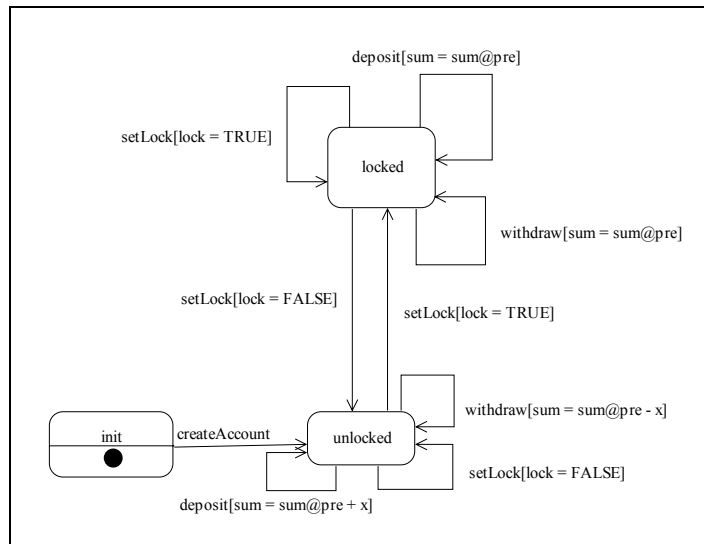 deposit[sum = sum@pre]
setLock[lock = TRUE]
locked
withdraw[sum = sum@pre]
setLock[lock = FALSE]
setLock[lock = TRUE]
withdraw[sum = sum@pre - x]
init
createAccount
unlocked
setLock[lock = FALSE]
deposit[sum = sum@pre + x]